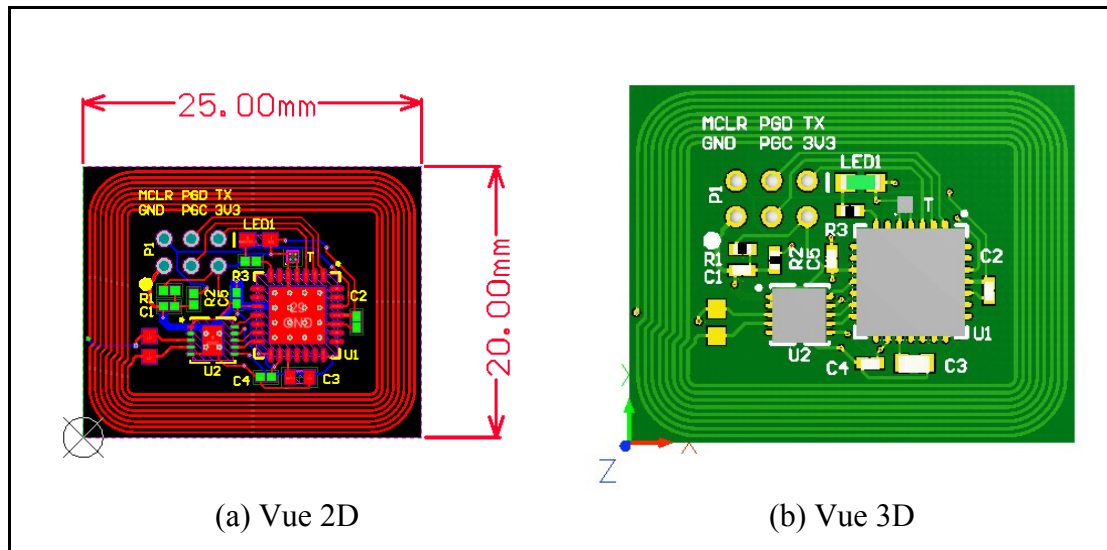 25.00mm
20.00mm
MCLR PGD TX
GND PGC 3V3
LED1
P1
T
R3
R1
C1
R2
C5
C2
29
GND
U1
U2
C4
C3
MCLR PGD TX
GND PGC 3V3
LED1
P1
T
R3
R1
C1
R2
C5
C2
U1
U2
C4
C3
X
Z
X
(a) Vue 2D
(b) Vue 3D